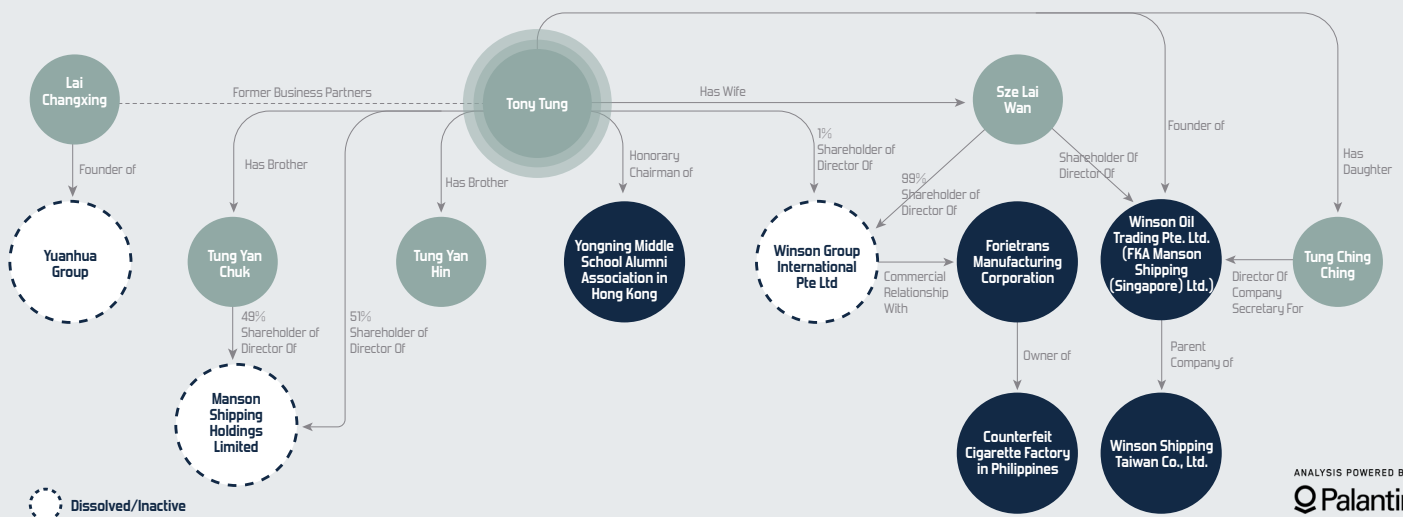 Lai
Changxing
Former Business Partners
Tony Tung
Has Wife
Sze Lai
Wan
Founder of
Has Brother
Has Brother
Honorary
Chairman of
1%
Shareholder of
Director Of
99%
Shareholder of
Director Of
Shareholder Of
Director Of
Founder of
Has
Daughter
Yuanhua
Group
Tung Yan
Chuk
Tung Yan
Hin
Yongning Middle
School Alumni
Association in
Hong Kong
Winson Group
International
Pte Ltd
Commercial
Relationship
With
Forietrans
Manufacturing
Corporation
Winson Oil
Trading Pte. Ltd.
(FKA Manson
Shipping
(Singapore) Ltd.)
Director Of
Company
Secretary For
Tung Ching
Ching
49%
Shareholder of
Director Of
51%
Shareholder of
Director Of
Owner of
Parent
Company of
Manson
Shipping
Holdings
Limited
Counterfeit
Cigarette Factory
in Philippines
Winson Shipping
Taiwan Co., Ltd.
Dissolved/Inactive
ANALYSIS POWERED B
Palantir